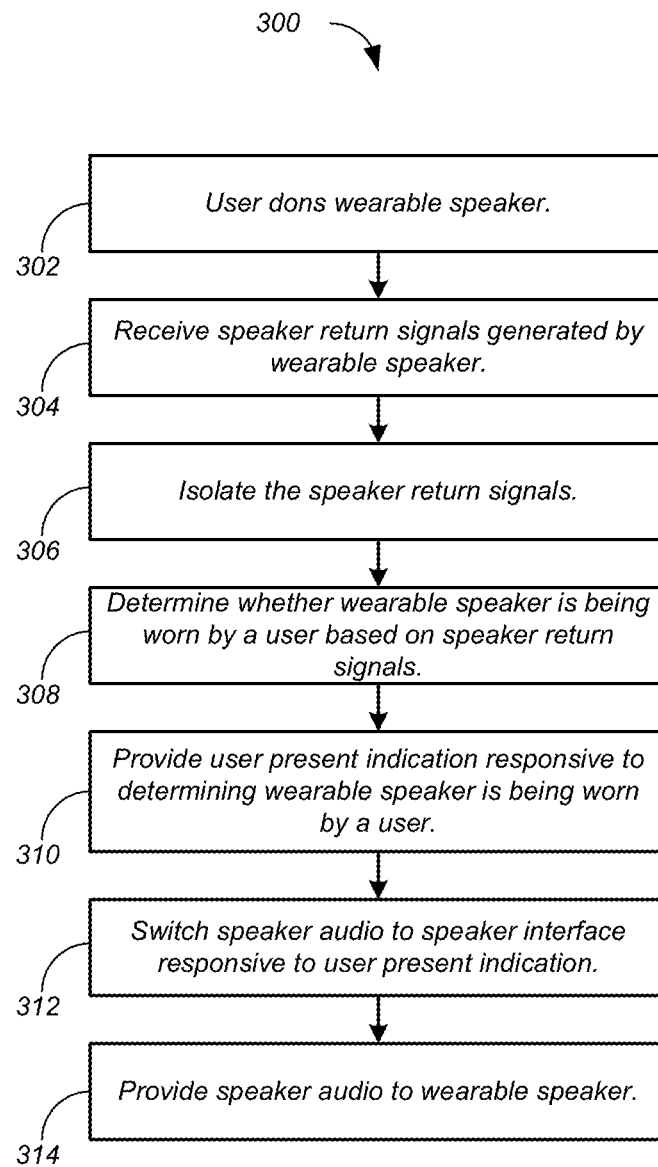 300
User dons wearable speaker.
302
Receive speaker return signals generated by
wearable speaker.
304
Isolate the speaker return signals.
306
Determine whether wearable speaker is being
worn by a user based on speaker return
signals.
308
Provide user present indication responsive to
determining wearable speaker is being worn
by a user.
310
Switch speaker audio to speaker interface
responsive to user present indication.
312
Provide speaker audio to wearable speaker.
314